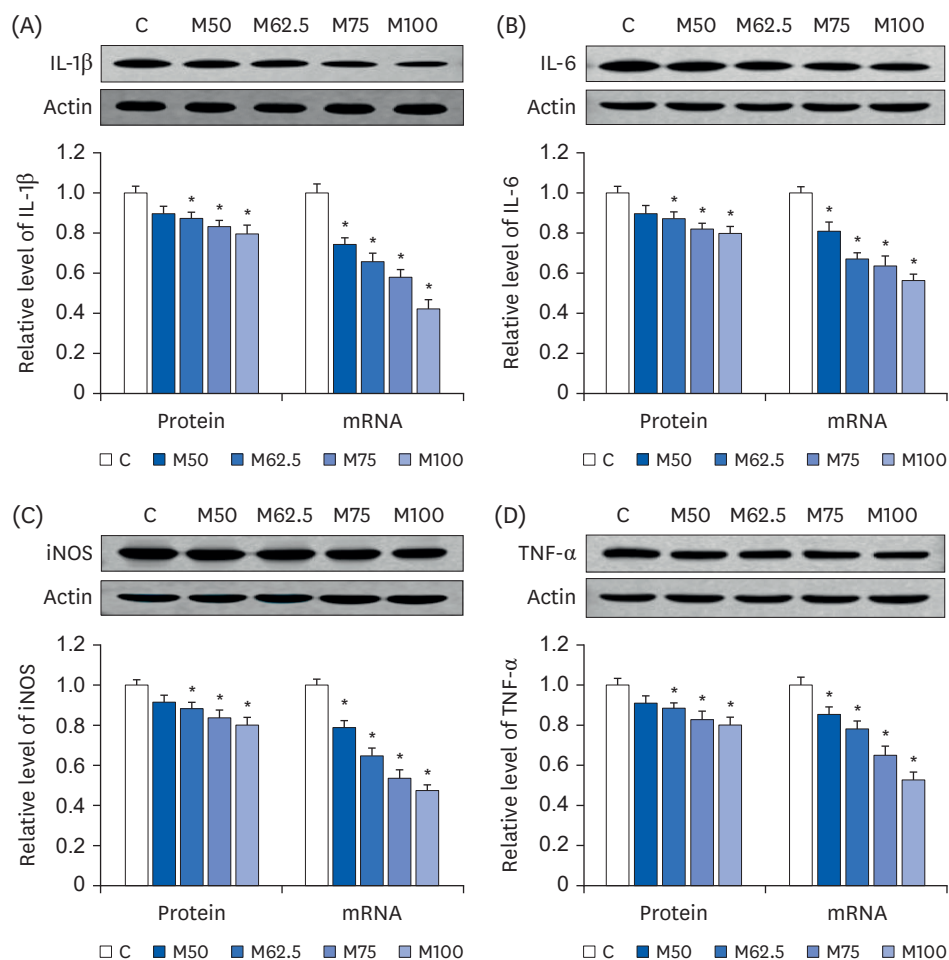 (A) C M50 M62.5 M75 M100
IL-1β
Actin
Relative level of IL-1β
1.2
1.0
0.8
0.6
0.4
0.2
0
* * *
* * * *
Protein mRNA
C M50 M62.5 M75 M100
(B) C M50 M62.5 M75 M100
IL-6
Actin
Relative level of IL-6
1.2
1.0
0.8
0.6
0.4
0.2
0
* * *
* * * *
Protein mRNA
C M50 M62.5 M75 M100
(C) C M50 M62.5 M75 M100
iNOS
Actin
Relative level of iNOS
1.2
1.0
0.8
0.6
0.4
0.2
0
* * *
* * * *
Protein mRNA
C M50 M62.5 M75 M100
(D) C M50 M62.5 M75 M100
TNF-α
Actin
Relative level of TNF-α
1.2
1.0
0.8
0.6
0.4
0.2
0
* * *
* * * *
Protein mRNA
C M50 M62.5 M75 M100